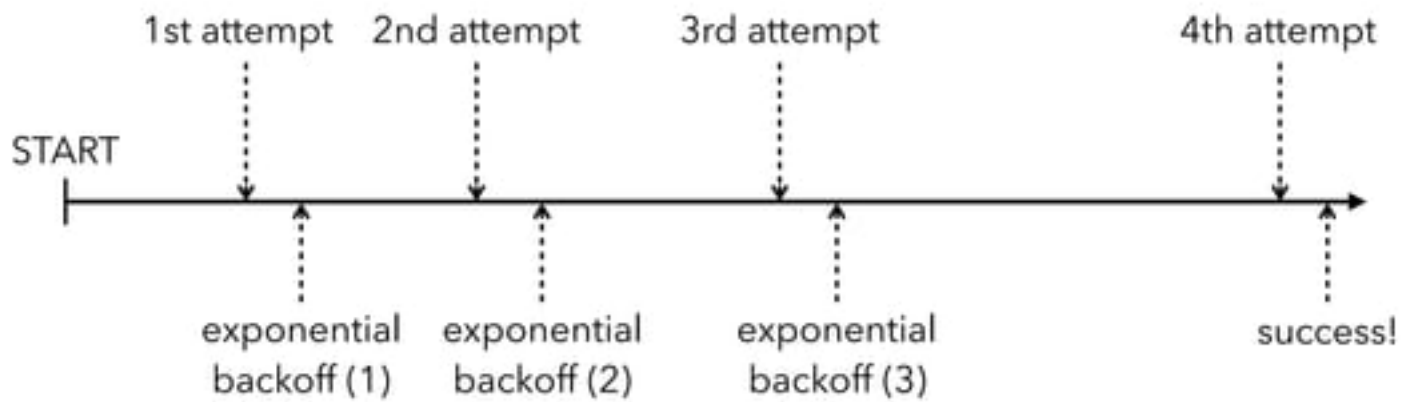 1st attempt
2nd attempt
3rd attempt
4th attempt
START
exponential
backoff (1)
exponential
backoff (2)
exponential
backoff (3)
success!